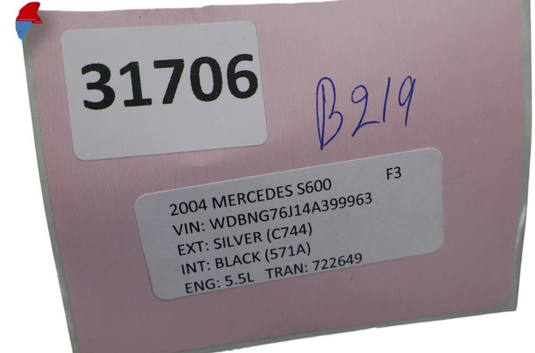 31706
B219
2004 MERCEDES S600 F3
VIN: WDBNG76J14A399963
EXT: SILVER (C744)
INT: BLACK (571A)
ENG: 5.5L TRAN: 722649